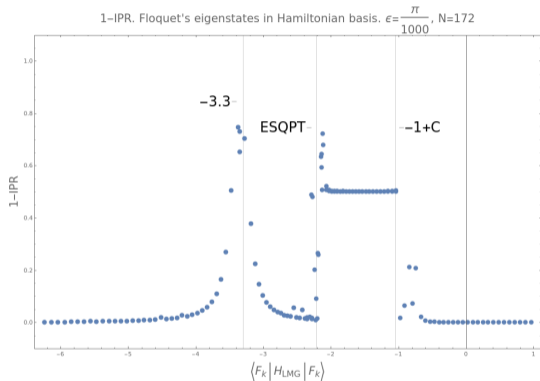 1–IPR. Floquet's eigenstates in Hamiltonian basis. ϵ=π/1000, N=172
1.0
−3.3
0.8
ESQPT
−1+C
0.6
1–IPR
0.4
0.2
0.0
−6 −5 −4 −3 −2 −1 0 1
⟨F_k|H_LMG|F_k⟩